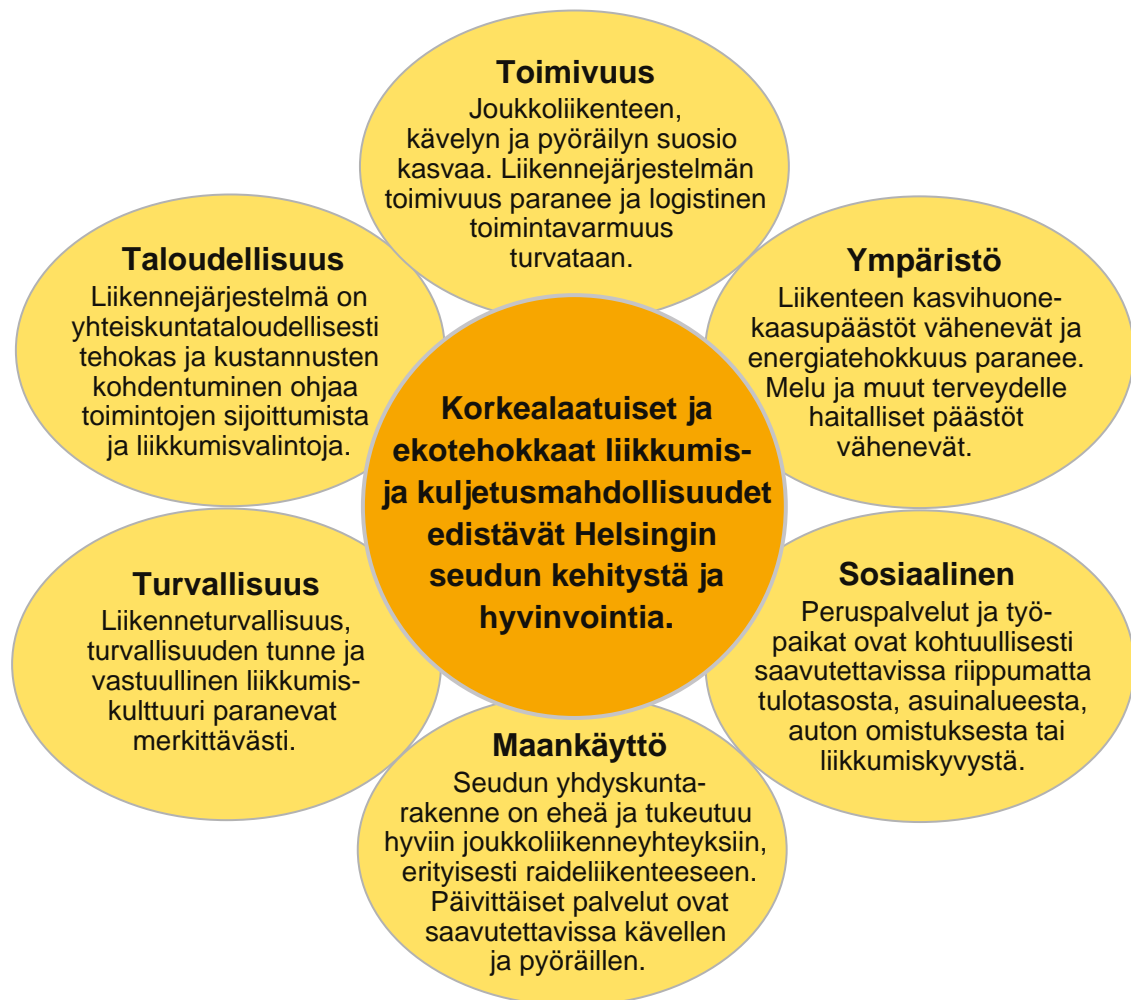 Toimivuus
Joukkoliikenteen,
kävelyn ja pyöräilyn suosio
kasvaa. Liikennejärjestelmän
toimivuus paranee ja logistinen
toimintavarmuus
turvataan.
Taloudellisuus
Liikennejärjestelmä on
yhteiskuntataloudellisesti
tehokas ja kustannusten
kohdentuminen ohjaa
toimintojen sijoittumista
ja liikkumisvalintoja.
Ympäristö
Liikenteen kasvihuone-
kaasupäästöt vähenevät ja
energiatehokkuus paranee.
Melu ja muut terveydelle
haitalliset päästöt
vähenevät.
Korkealaatuiset ja
ekotehokkaat liikkumis-
ja kuljetusmahdollisuudet
edistävät Helsingin
seudun kehitystä ja
hyvinvointia.
Turvallisuus
Liikenneturvallisuus,
turvallisuuden tunne ja
vastuullinen liikkumis-
kulttuuri paranevat
merkittävästi.
Sosiaalinen
Peruspalvelut ja työ-
paikat ovat kohtuullisesti
saavutettavissa riippumatta
tulotasosta, asuinalueesta,
auton omistuksesta tai
liikkumiskyvystä.
Maankäyttö
Seudun yhdyskunta-
rakenne on eheä ja tukeutuu
hyviin joukkoliikenneyhteyksiin,
erityisesti raideliikenteeseen.
Päivittäiset palvelut ovat
saavutettavissa kävellen
ja pyöräillen.